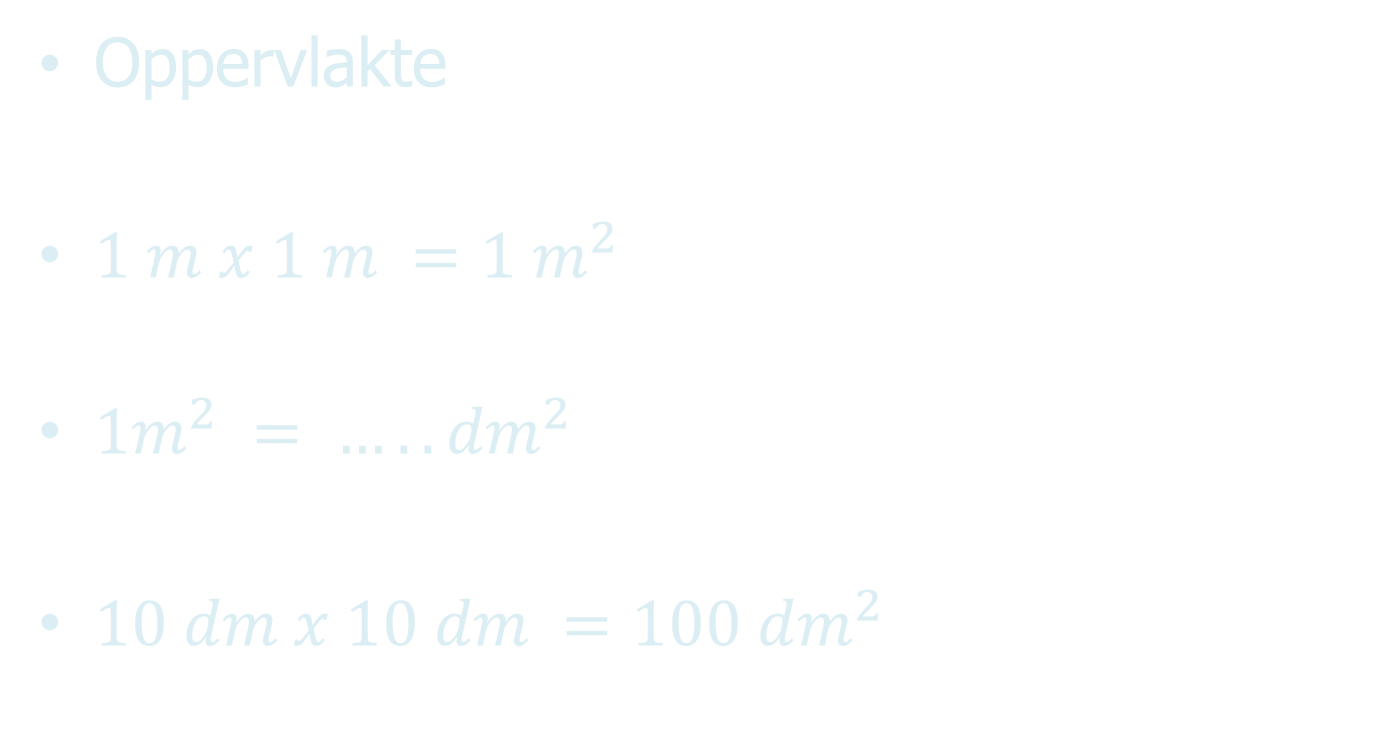 • Oppervlakte
• 1 m x 1 m = 1 m²
• 1m² = ….. dm²
• 10 dm x 10 dm = 100 dm²